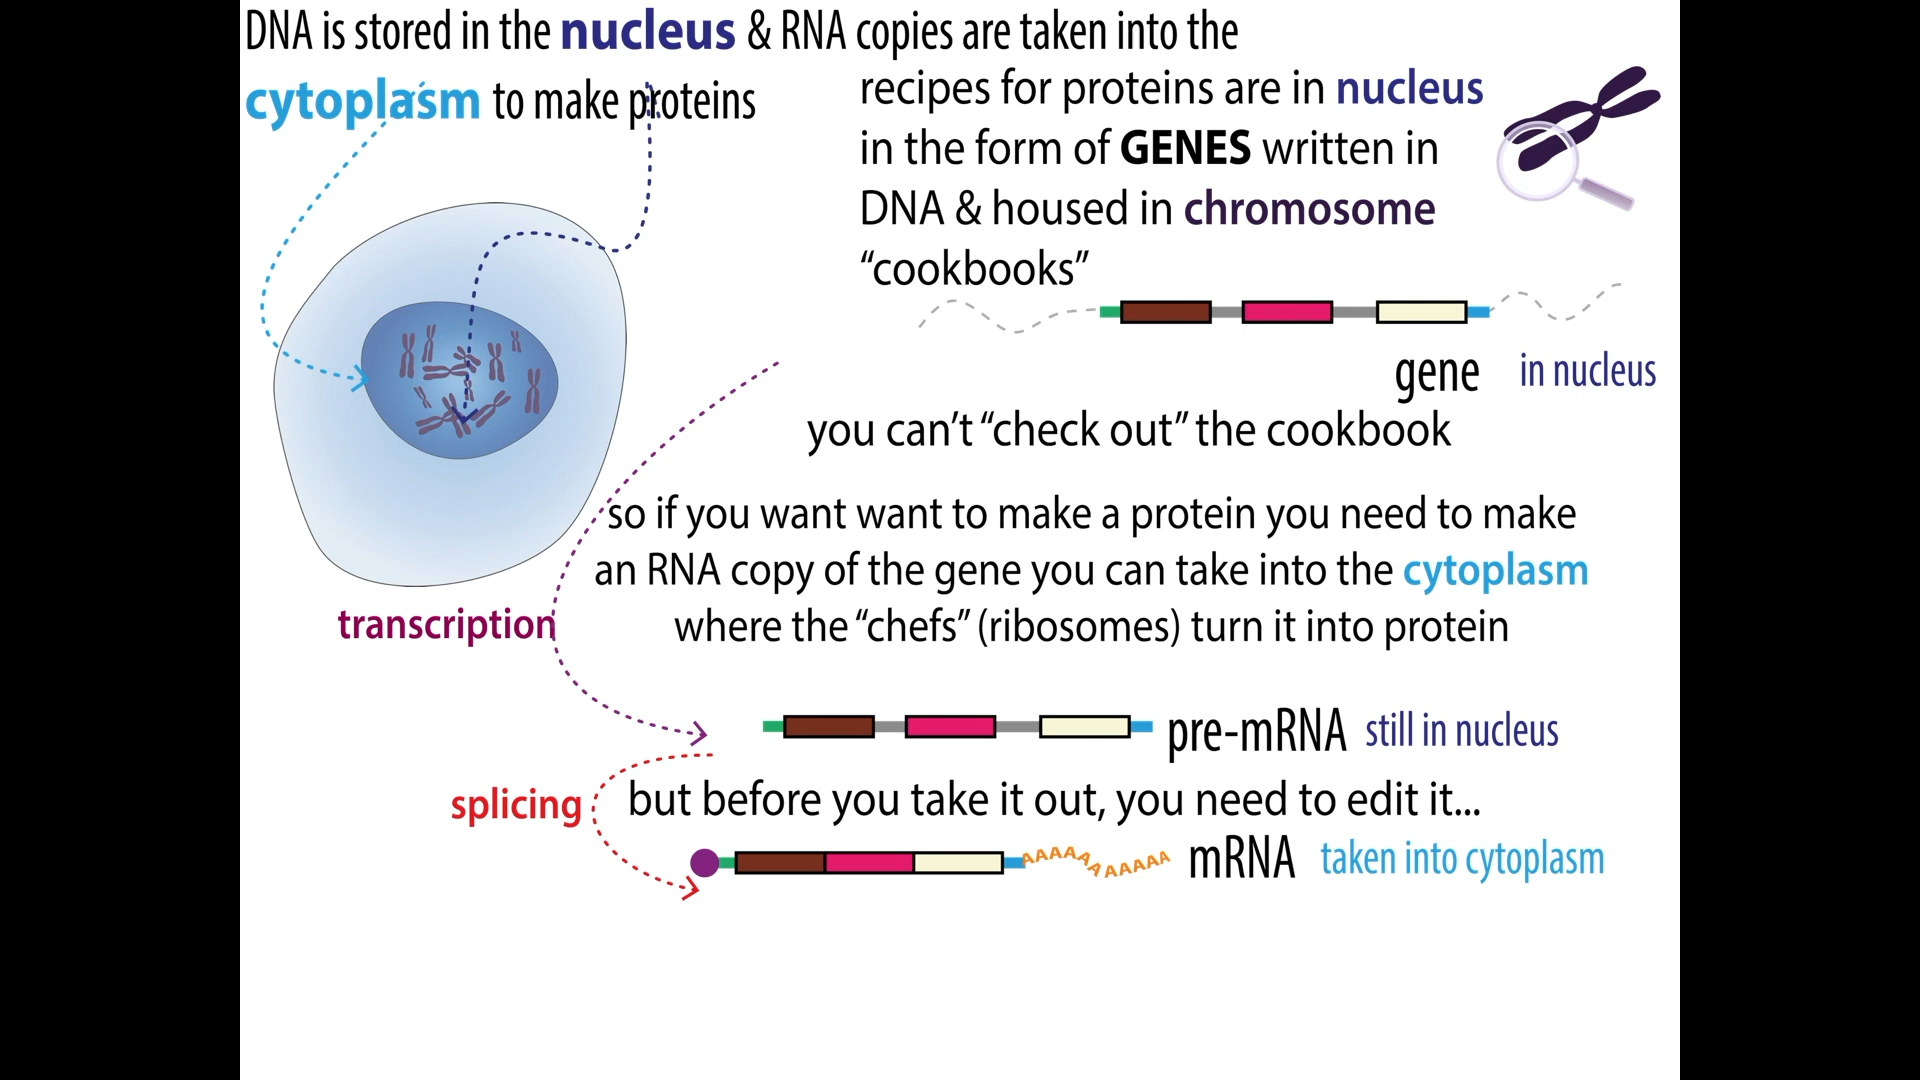 DNA is stored in the nucleus & RNA copies are taken into the
cytoplasm to make proteins
recipes for proteins are in nucleus
in the form of GENES written in
DNA & housed in chromosome
“cookbooks”
gene in nucleus
you can’t “check out” the cookbook
so if you want want to make a protein you need to make
an RNA copy of the gene you can take into the cytoplasm
where the “chefs” (ribosomes) turn it into protein
transcription
pre-mRNA still in nucleus
splicing
but before you take it out, you need to edit it...
AAAAAAAAAAA
mRNA taken into cytoplasm